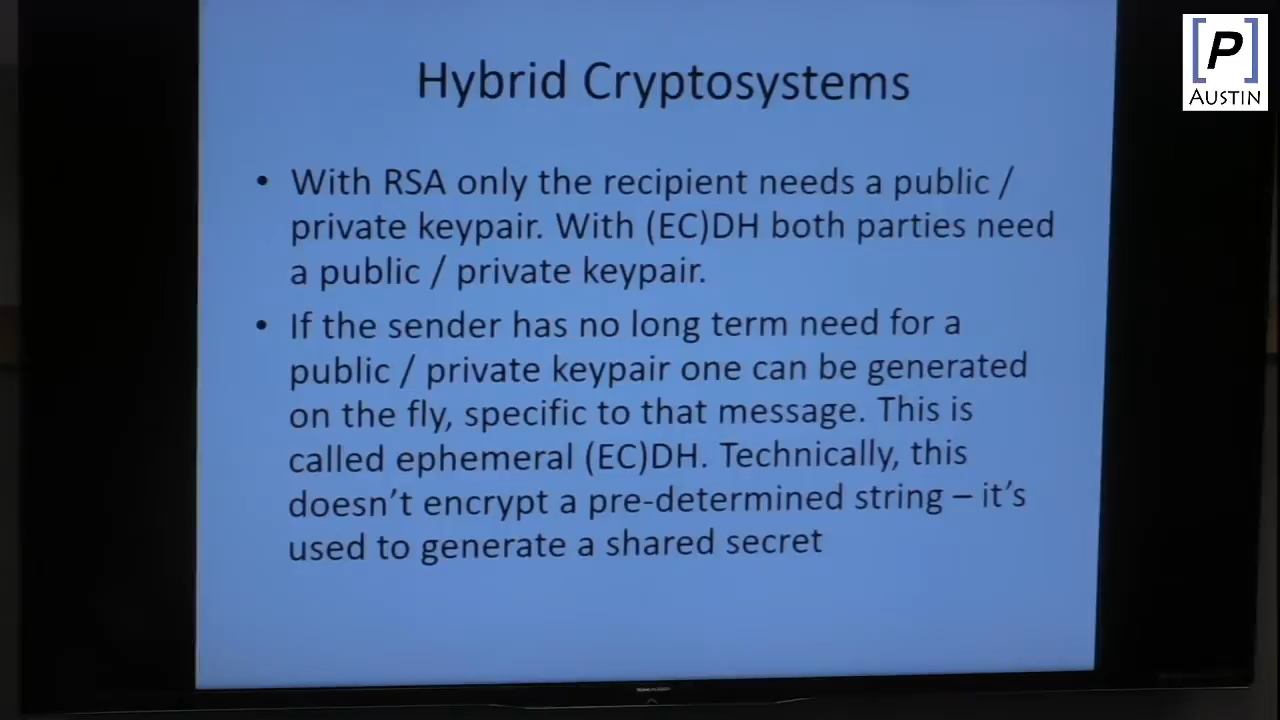 [P]
AUSTIN
Hybrid Cryptosystems
• With RSA only the recipient needs a public /
private keypair. With (EC)DH both parties need
a public / private keypair.
• If the sender has no long term need for a
public / private keypair one can be generated
on the fly, specific to that message. This is
called ephemeral (EC)DH. Technically, this
doesn't encrypt a pre-determined string – it's
used to generate a shared secret